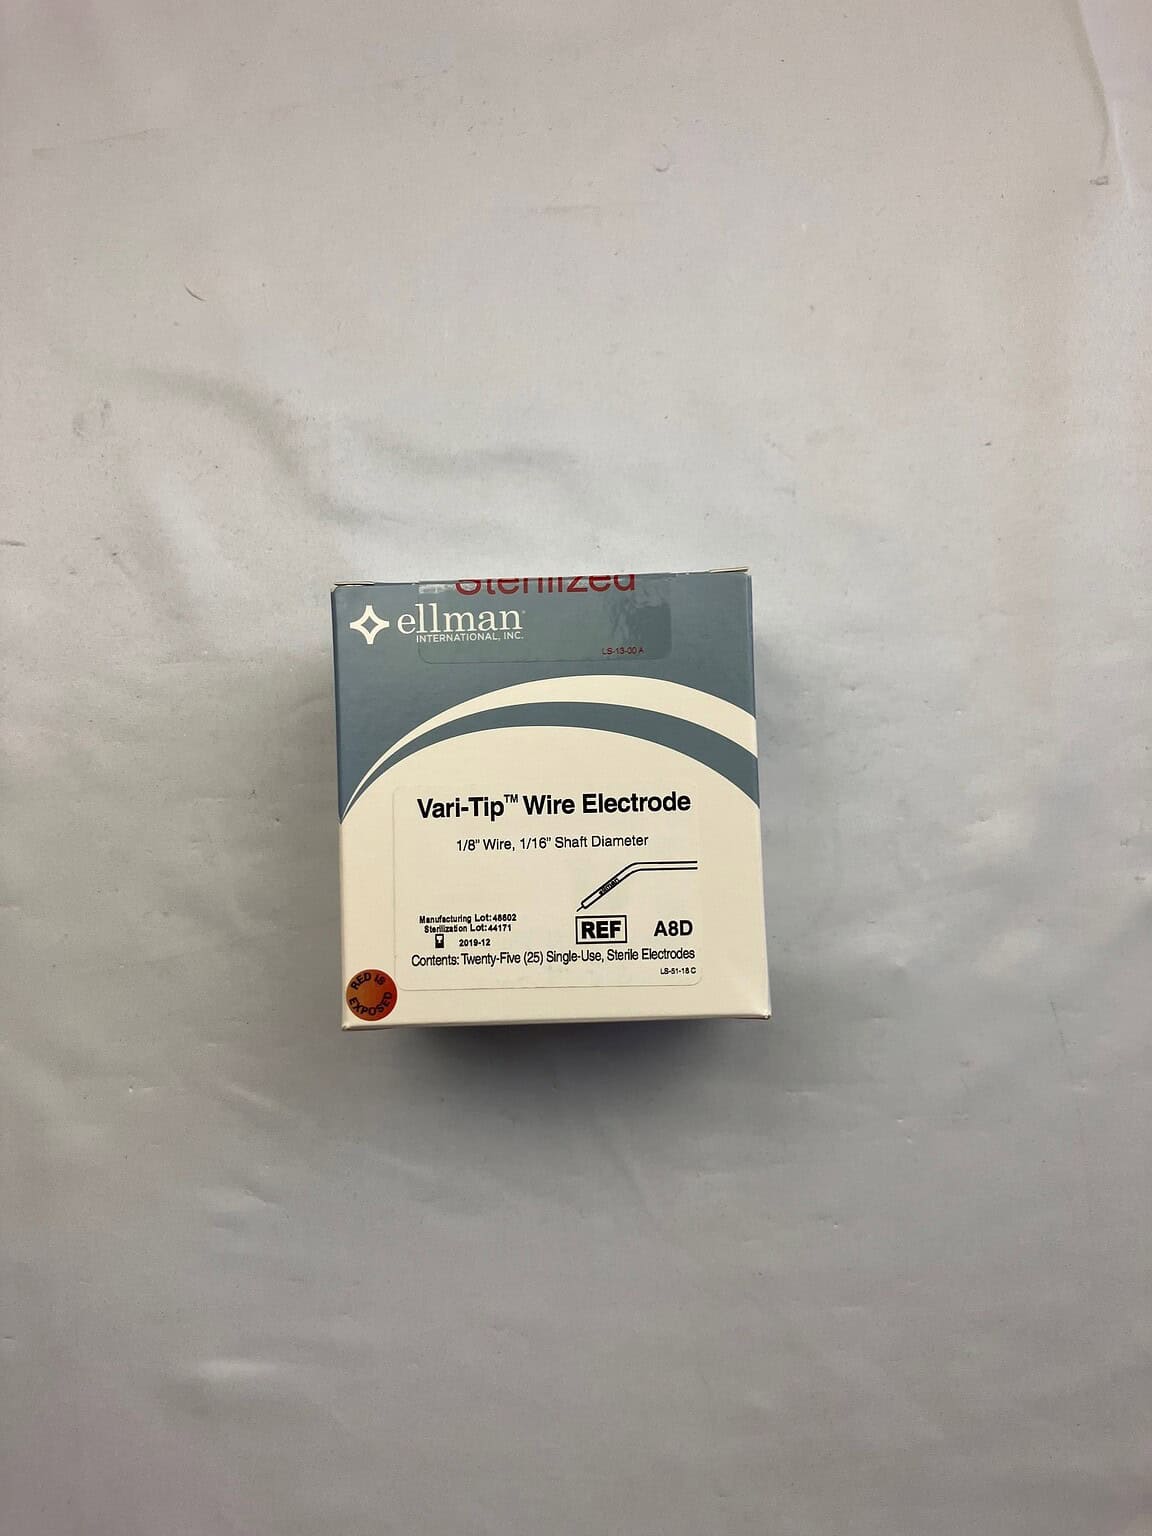 Sterilized
ellman
INTERNATIONAL, INC.
LS-13-00 A
Vari-Tip™ Wire Electrode
1/8" Wire, 1/16" Shaft Diameter
ellman
Manufacturing Lot:48602
Sterilization Lot:44171
2019-12
REF A8D
Contents: Twenty-Five (25) Single-Use, Sterile Electrodes
LS-51-18 C
RED IS
EXPOSED